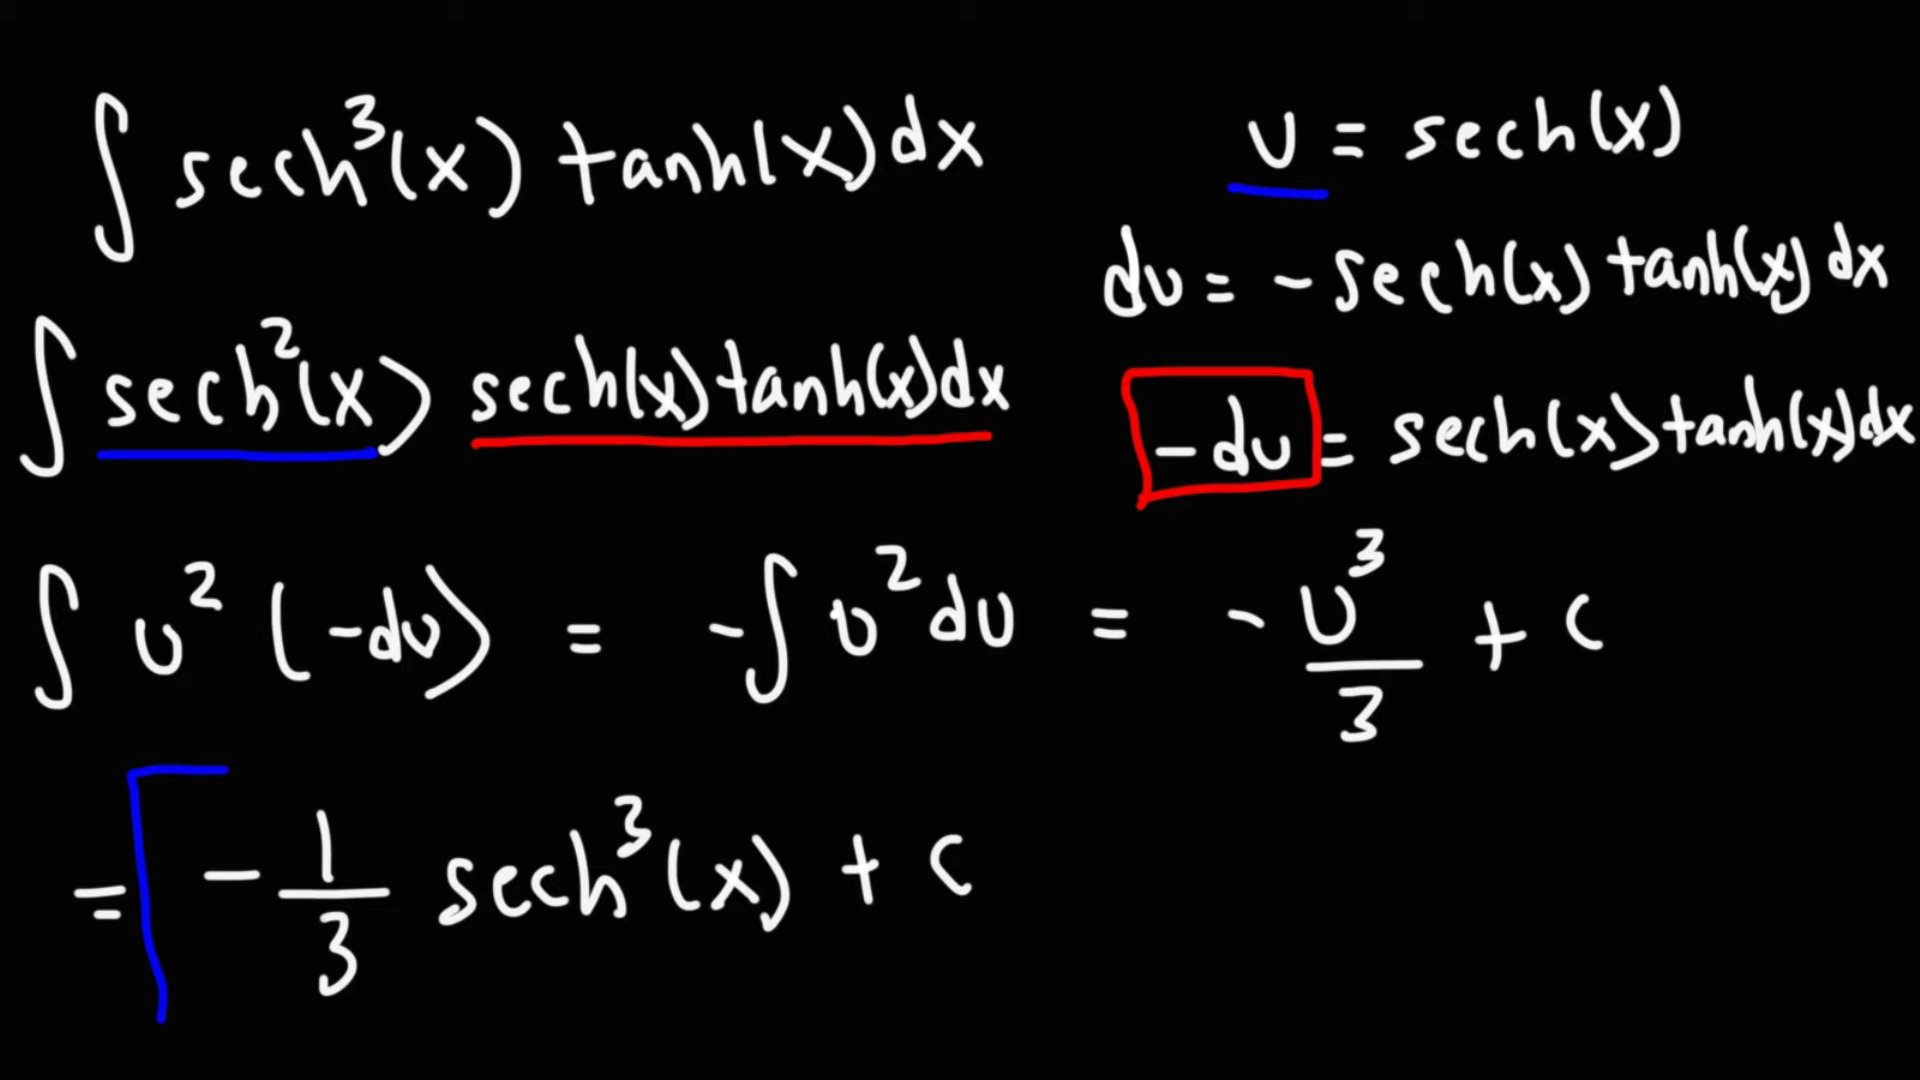 ∫ sech³(x) tanh(x) dx
u = sech(x)
du = - sech(x) tanh(x) dx
∫ sech²(x) sech(x) tanh(x) dx
- du = sech(x) tanh(x) dx
∫ u² (-du) = - ∫ u² du = - u³/3 + c
= - 1/3 sech³(x) + c